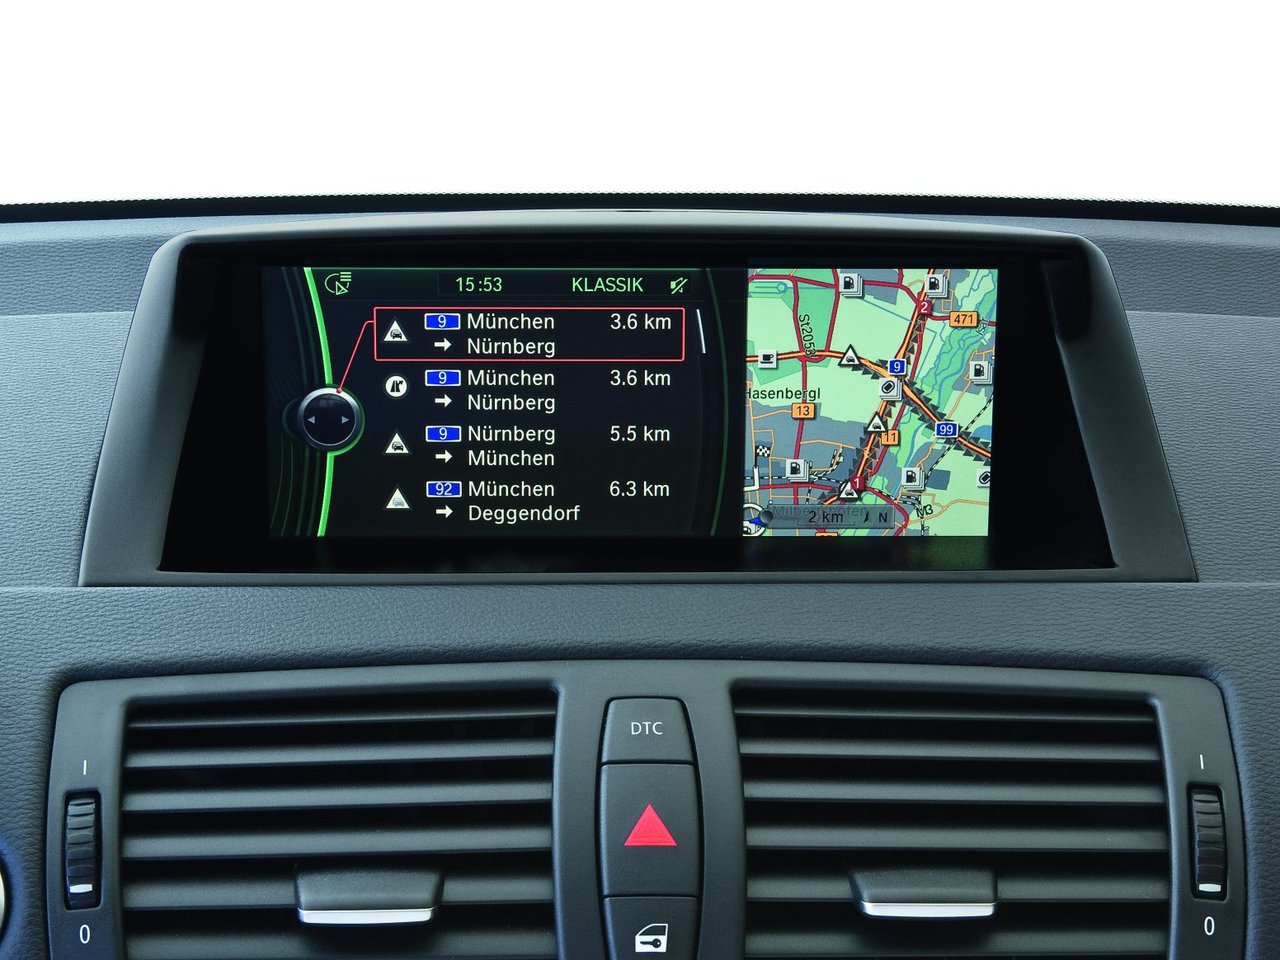 15:53 KLASSIK
9 München 3.6 km
Nürnberg
9 München 3.6 km
Nürnberg
9 Nürnberg 5.5 km
München
92 München 6.3 km
Deggendorf
2
471
St2053
9
Hasenbergl
13
11
99
1
M3
2 km N
DTC
I
I
0
0